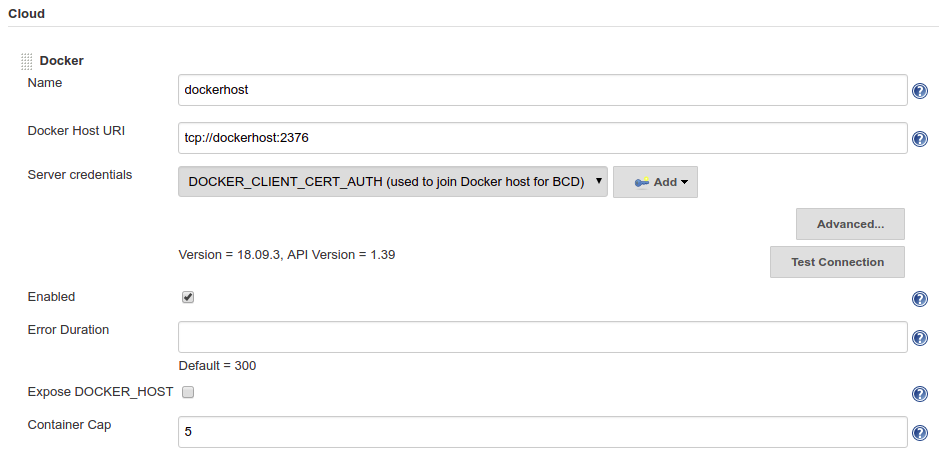 Cloud
Docker
Name
dockerhost
Docker Host URI
tcp://dockerhost:2376
Server credentials
DOCKER_CLIENT_CERT_AUTH (used to join Docker host for BCD)
Add
Advanced...
Version = 18.09.3, API Version = 1.39
Test Connection
Enabled
Error Duration
Default = 300
Expose DOCKER_HOST
Container Cap
5